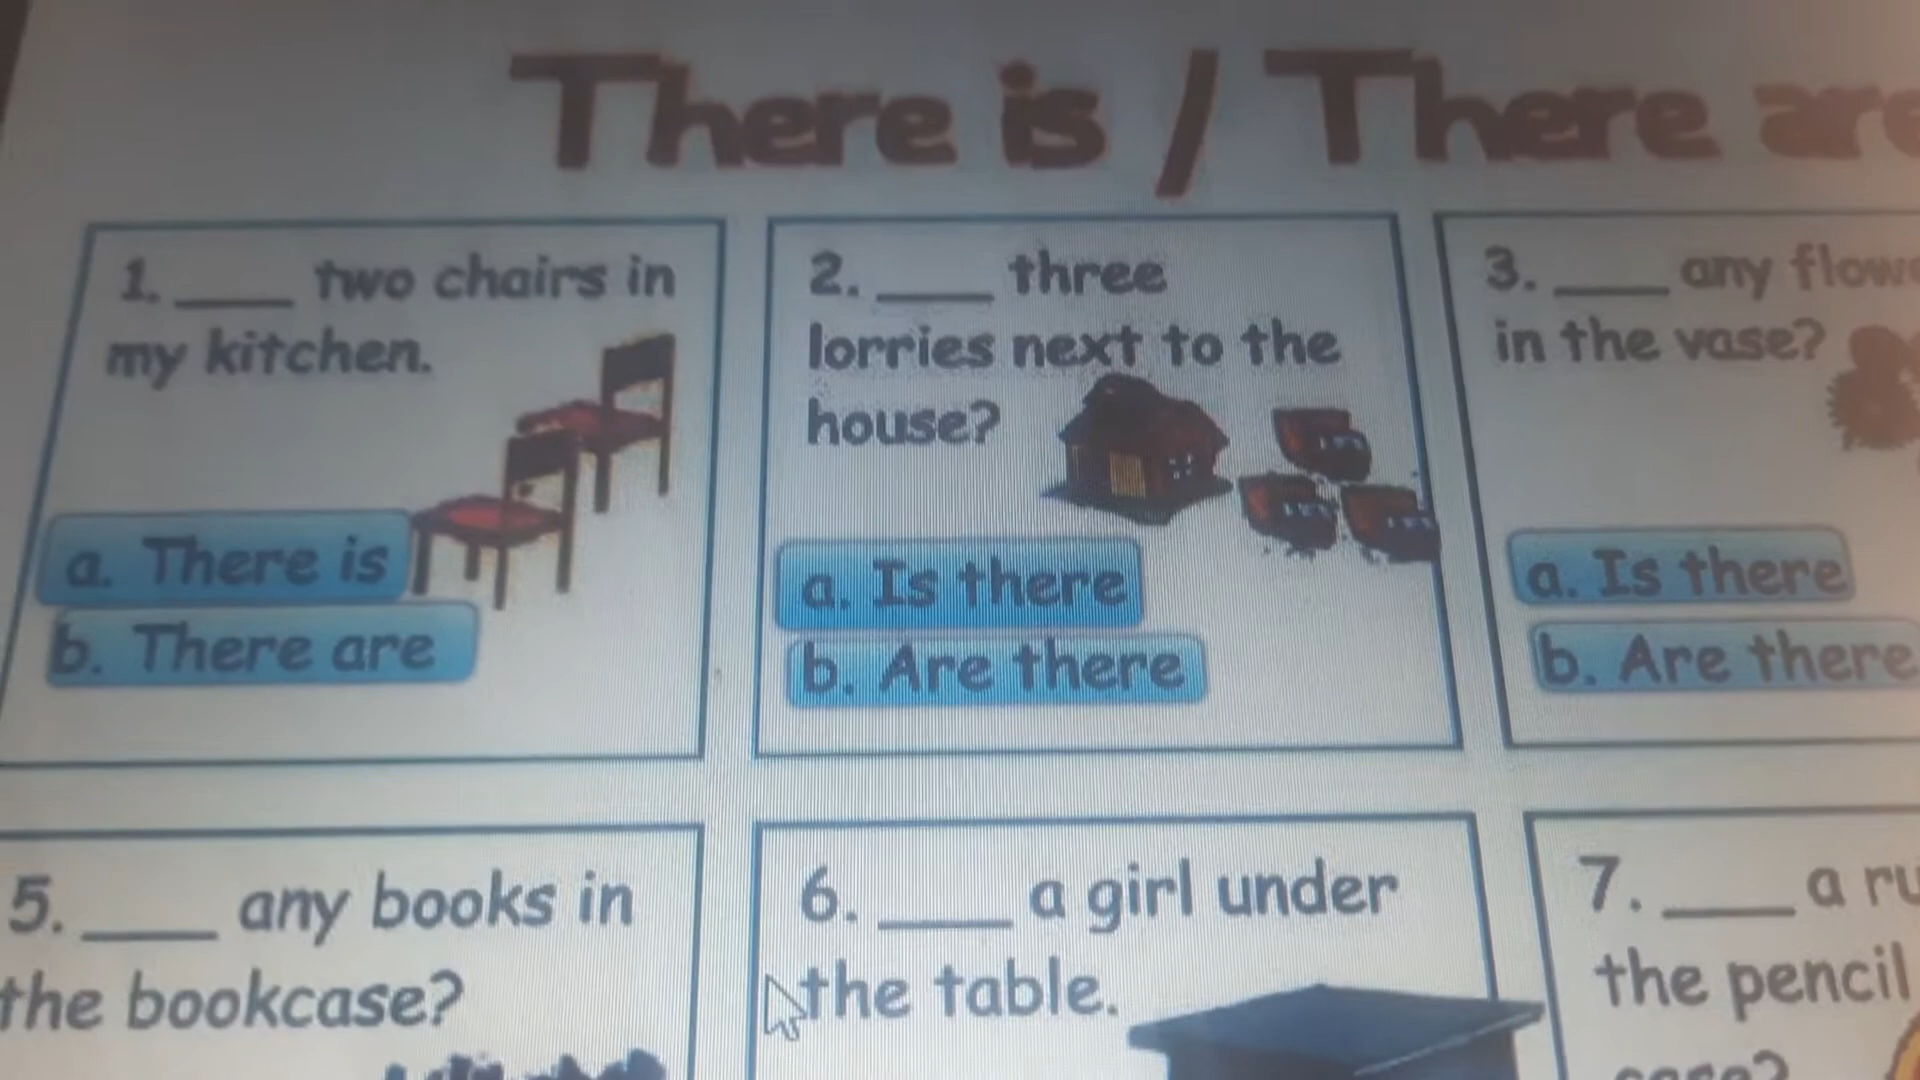 There is / There are
1. ____ two chairs in
my kitchen.
a. There is
b. There are
2. ____ three
lorries next to the
house?
a. Is there
b. Are there
3. ____ any
in the vase?
a. Is there
b. Are there
5. ____ any books in
the bookcase?
6. ____ a girl under
the table.
7. ____ a
the pencil